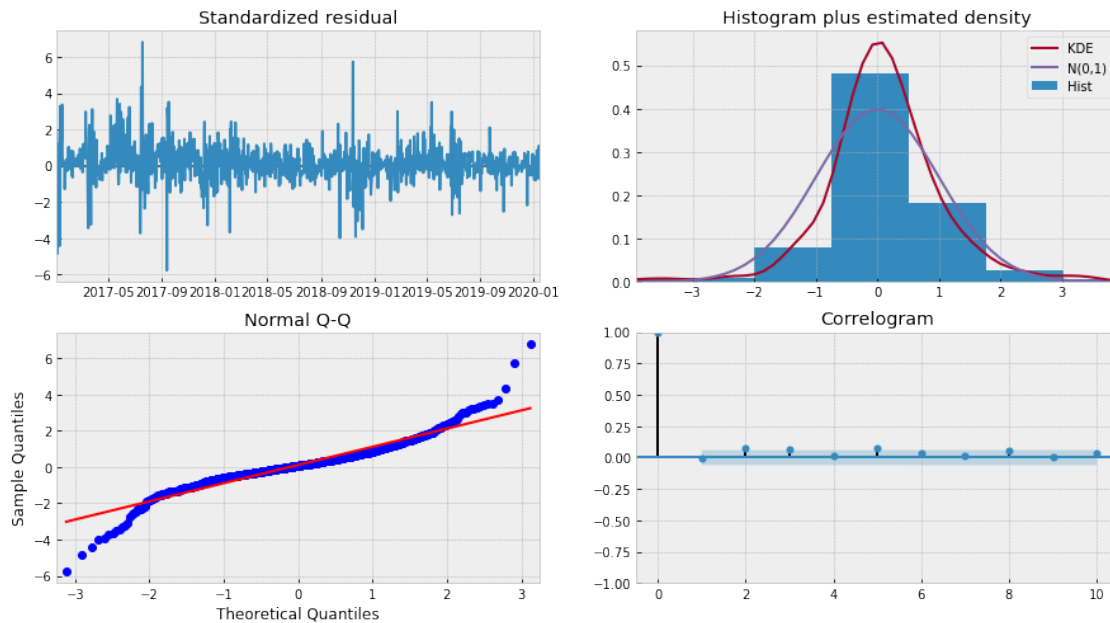 Standardized residual
6
4
2
0
−2
−4
−6
2017-05 2017-09 2018-01 2018-05 2018-09 2019-01 2019-05 2019-09 2020-01
Histogram plus estimated density
KDE
N(0,1)
Hist
0.5
0.4
0.3
0.2
0.1
0.0
−3 −2 −1 0 1 2 3
Normal Q-Q
Sample Quantiles
6
4
2
0
−2
−4
−6
−3 −2 −1 0 1 2 3
Theoretical Quantiles
Correlogram
1.00
0.75
0.50
0.25
0.00
−0.25
−0.50
−0.75
−1.00
0 2 4 6 8 10